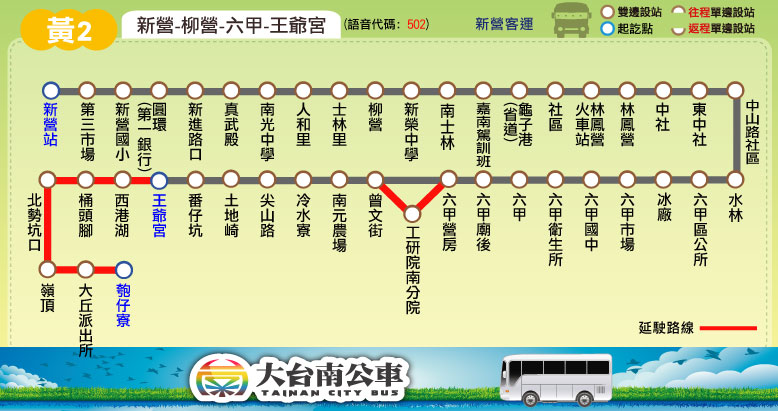 黃2
新營-柳營-六甲-王爺宮
(語音代碼: 502)
新營客運
雙邊設站
往程單邊設站
起訖點
返程單邊設站
新營站
第三市場
新營國小
圓環
(第一銀行)
新進路口
真武殿
南光中學
人和里
士林里
柳營
新榮中學
南士林
嘉南駕訓班
龜子港
(省道)
社區
林鳳營
火車站
林鳳營
中社
東中社
中山路社區
北勢坑口
桶頭腳
西港湖
王爺宮
番仔坑
土地崎
尖山路
冷水寮
南元農場
曾文街
工研院南分院
六甲營房
六甲廟後
六甲
六甲衛生所
六甲國中
六甲市場
冰廠
六甲區公所
水林
嶺頂
大丘派出所
匏仔寮
延駛路線
大台南公車
TAINAN CITY BUS